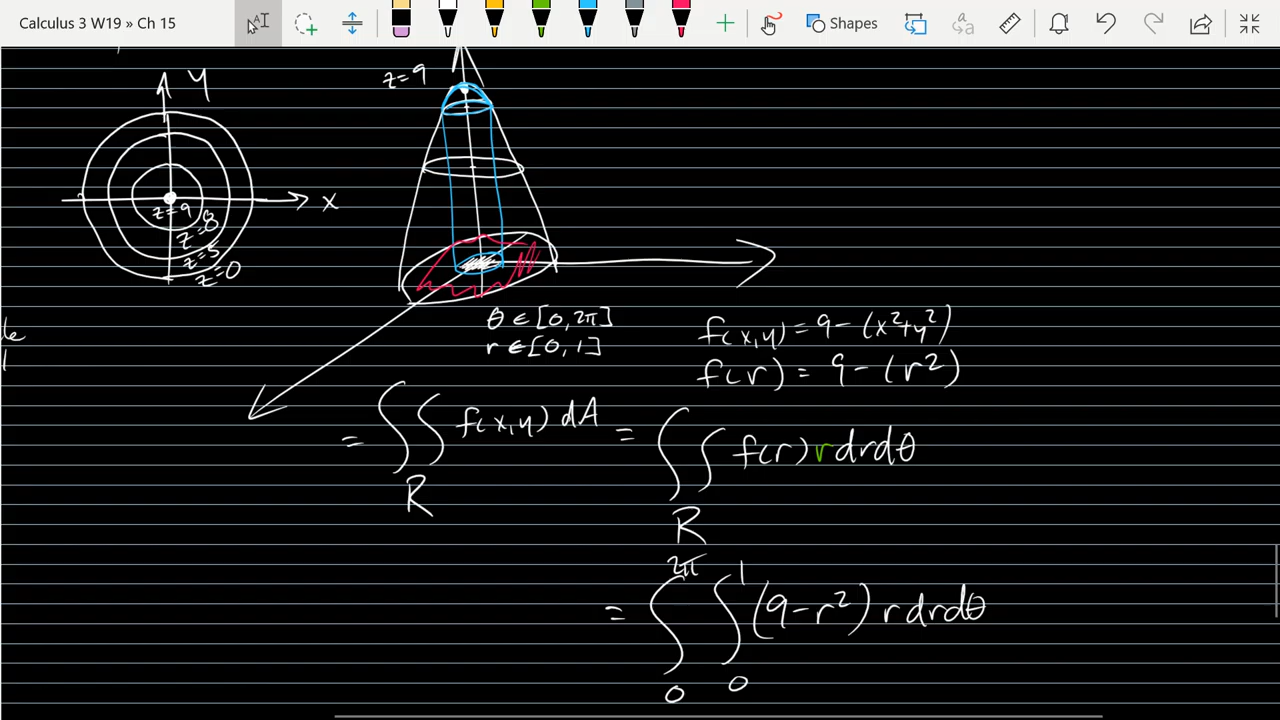 Calculus 3 W19 » Ch 15
Shapes
y
x
z=9
z=8
z=5
z=0
z=9
θ ∈ [0, 2π]
r ∈ [0, 1]
f(x,y) = 9 - (x²+y²)
f(r) = 9 - (r²)
= ∫∫_R f(x,y) dA = ∫∫_R f(r) r dr dθ
= ∫_0^2π ∫_0^1 (9 - r²) r dr dθ